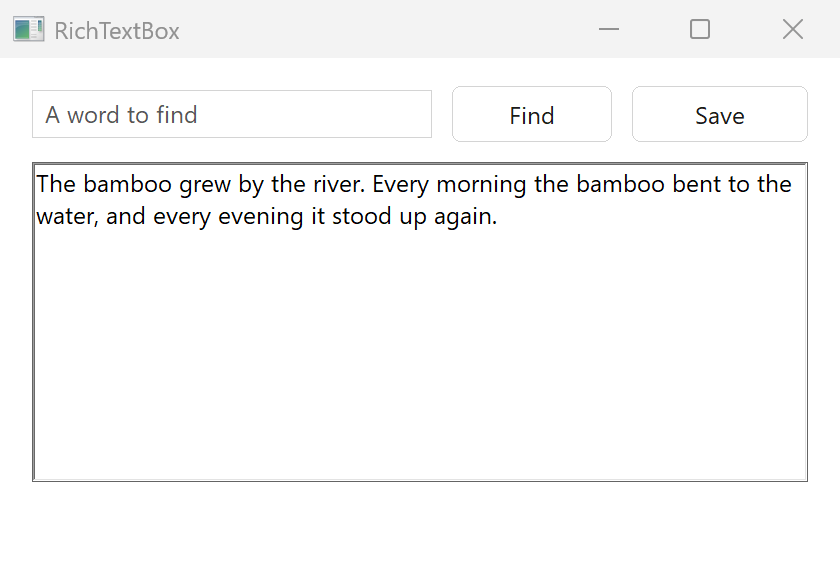 RichTextBox
A word to find
Find
Save
The bamboo grew by the river. Every morning the bamboo bent to the
water, and every evening it stood up again.